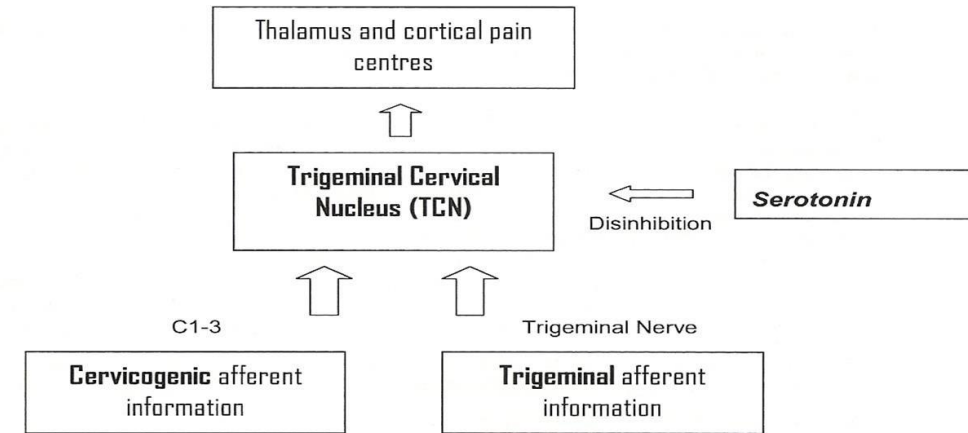 Thalamus and cortical pain
centres
Trigeminal Cervical
Nucleus (TCN)
Serotonin
Disinhibition
C1-3
Trigeminal Nerve
Cervicogenic afferent
information
Trigeminal afferent
information